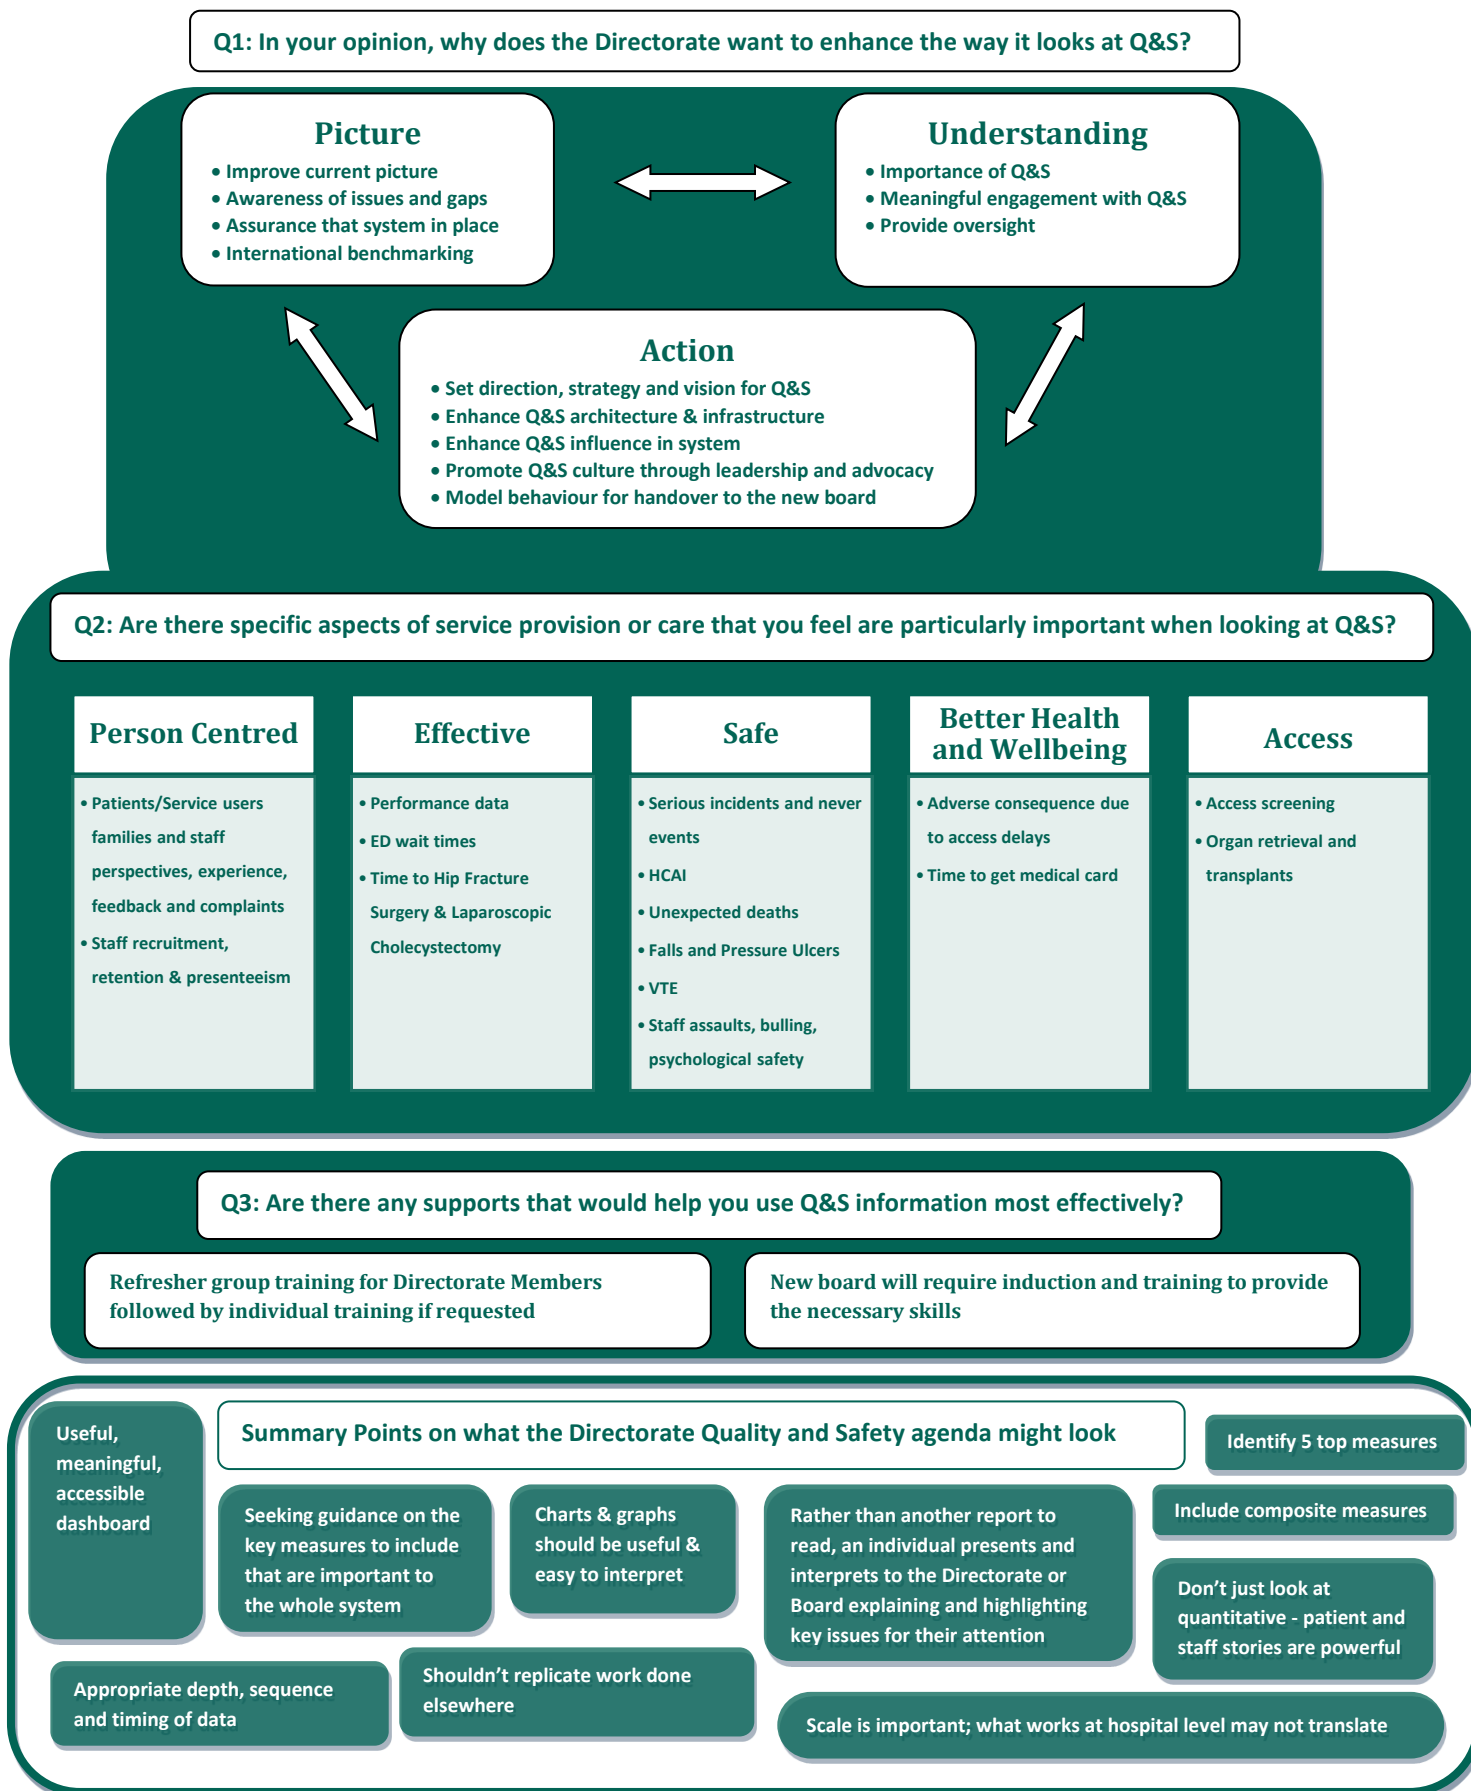 Q1: In your opinion, why does the Directorate want to enhance the way it looks at Q&S?
Picture
• Improve current picture
• Awareness of issues and gaps
• Assurance that system in place
• International benchmarking
Understanding
• Importance of Q&S
• Meaningful engagement with Q&S
• Provide oversight
Action
• Set direction, strategy and vision for Q&S
• Enhance Q&S architecture & infrastructure
• Enhance Q&S influence in system
• Promote Q&S culture through leadership and advocacy
• Model behaviour for handover to the new board
Q2: Are there specific aspects of service provision or care that you feel are particularly important when looking at Q&S?
Person Centred
• Patients/Service users
families and staff
perspectives, experience,
feedback and complaints
• Staff recruitment,
retention & presenteeism
Effective
• Performance data
• ED wait times
• Time to Hip Fracture
Surgery & Laparoscopic
Cholecystectomy
Safe
• Serious incidents and never
events
• HCAI
• Unexpected deaths
• Falls and Pressure Ulcers
• VTE
• Staff assaults, bulling,
psychological safety
Better Health
and Wellbeing
• Adverse consequence due
to access delays
• Time to get medical card
Access
• Access screening
• Organ retrieval and
transplants
Q3: Are there any supports that would help you use Q&S information most effectively?
Refresher group training for Directorate Members
followed by individual training if requested
New board will require induction and training to provide
the necessary skills
Useful,
meaningful,
accessible
dashboard
Summary Points on what the Directorate Quality and Safety agenda might look
Identify 5 top measures
Seeking guidance on the
key measures to include
that are important to
the whole system
Charts & graphs
should be useful &
easy to interpret
Rather than another report to
read, an individual presents and
interprets to the Directorate or
Board explaining and highlighting
key issues for their attention
Include composite measures
Don't just look at
quantitative - patient and
staff stories are powerful
Appropriate depth, sequence
and timing of data
Shouldn't replicate work done
elsewhere
Scale is important; what works at hospital level may not translate